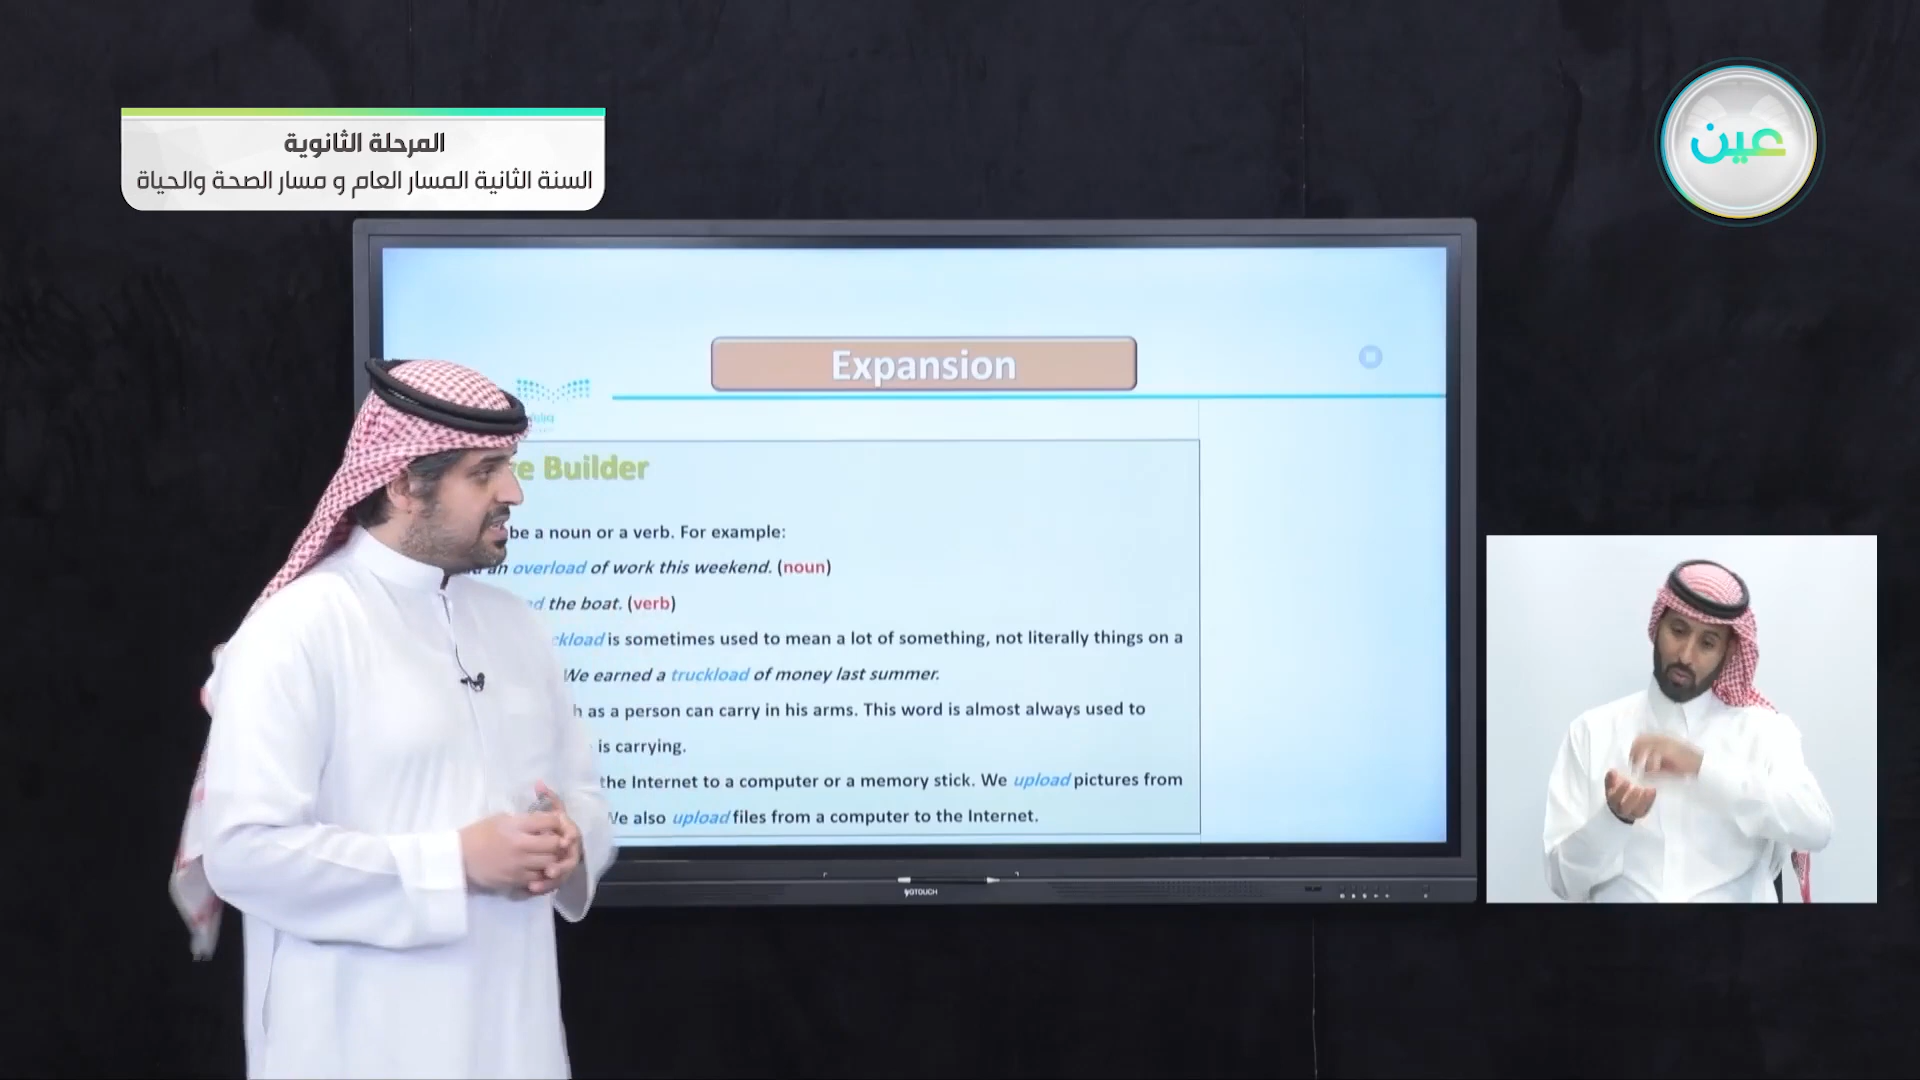 المرحلة الثانوية
السنة الثانية المسار العام و مسار الصحة والحياة
عين
Expansion
Builder
be a noun or a verb. For example:
an overload of work this weekend. (noun)
the boat. (verb)
is sometimes used to mean a lot of something, not literally things on a
We earned a truckload of money last summer.
as a person can carry in his arms. This word is almost always used to
is carrying.
the Internet to a computer or a memory stick. We upload pictures from
We also upload files from a computer to the Internet.